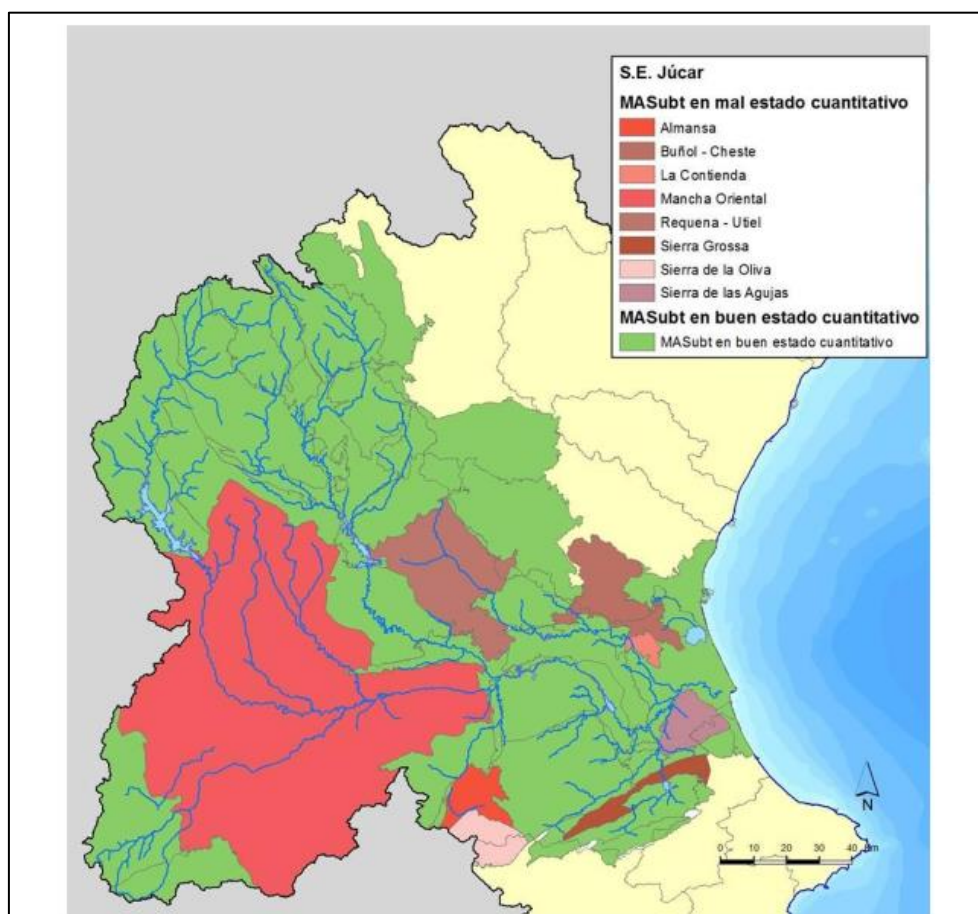 S.E. Júcar
MASubt en mal estado cuantitativo
Almansa
Buñol - Cheste
La Contienda
Mancha Oriental
Requena - Utiel
Sierra Grossa
Sierra de la Oliva
Sierra de las Agujas
MASubt en buen estado cuantitativo
MASubt en buen estado cuantitativo
N
0 5 10 20 30 40